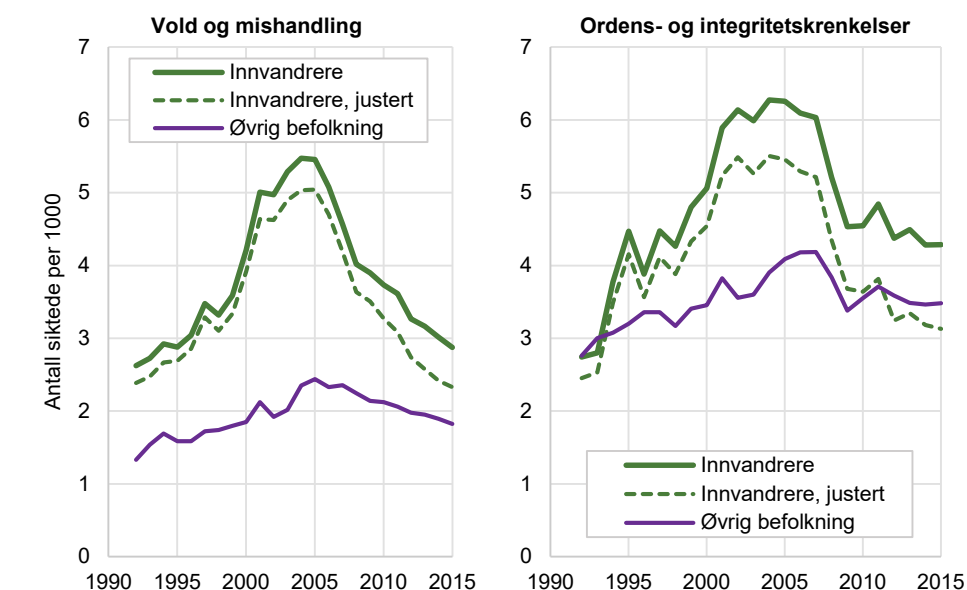 Vold og mishandling
7
6
5
4
3
2
1
0
Antall siktede per 1000
Innvandrere
Innvandrere, justert
Øvrig befolkning
1990 1995 2000 2005 2010 2015
Ordens- og integritetskrenkelser
7
6
5
4
3
2
1
0
Innvandrere
Innvandrere, justert
Øvrig befolkning
1990 1995 2000 2005 2010 2015